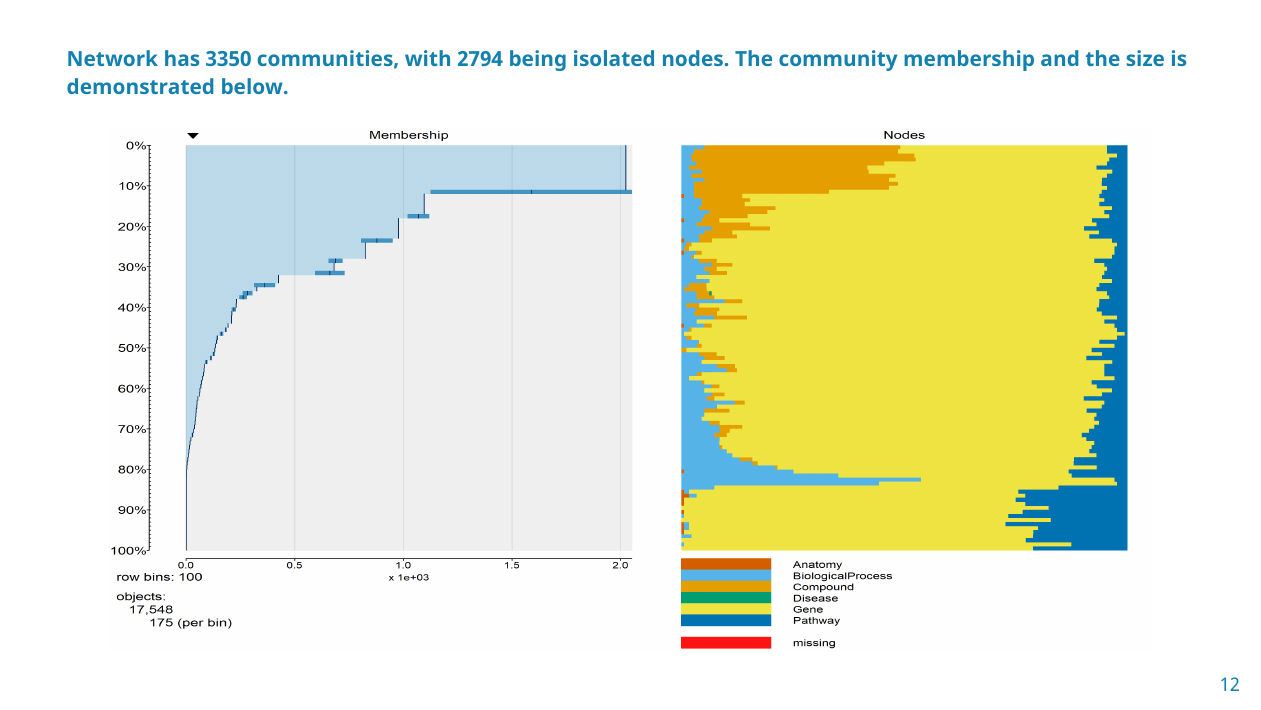 Network has 3350 communities, with 2794 being isolated nodes. The community membership and the size is
demonstrated below.
Membership
Nodes
0%
10%
20%
30%
40%
50%
60%
70%
80%
90%
100%
0.0 0.5 1.0 1.5 2.0
x 1e+03
row bins: 100
objects:
17,548
175 (per bin)
Anatomy
BiologicalProcess
Compound
Disease
Gene
Pathway
missing
12